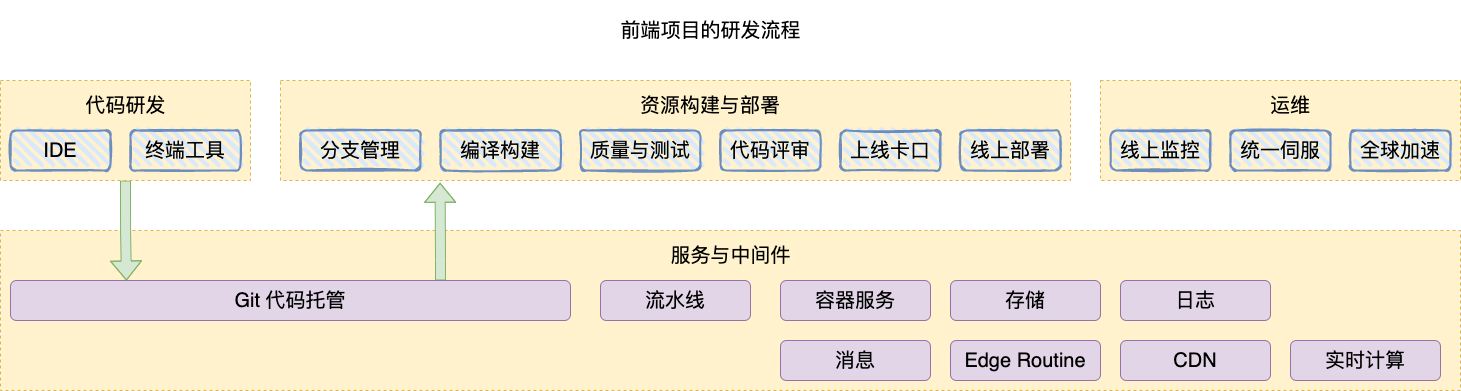 前端项目的研发流程
代码研发
IDE
终端工具
资源构建与部署
分支管理
编译构建
质量与测试
代码评审
上线卡口
线上部署
运维
线上监控
统一伺服
全球加速
服务与中间件
Git 代码托管
流水线
容器服务
存储
日志
消息
Edge Routine
CDN
实时计算